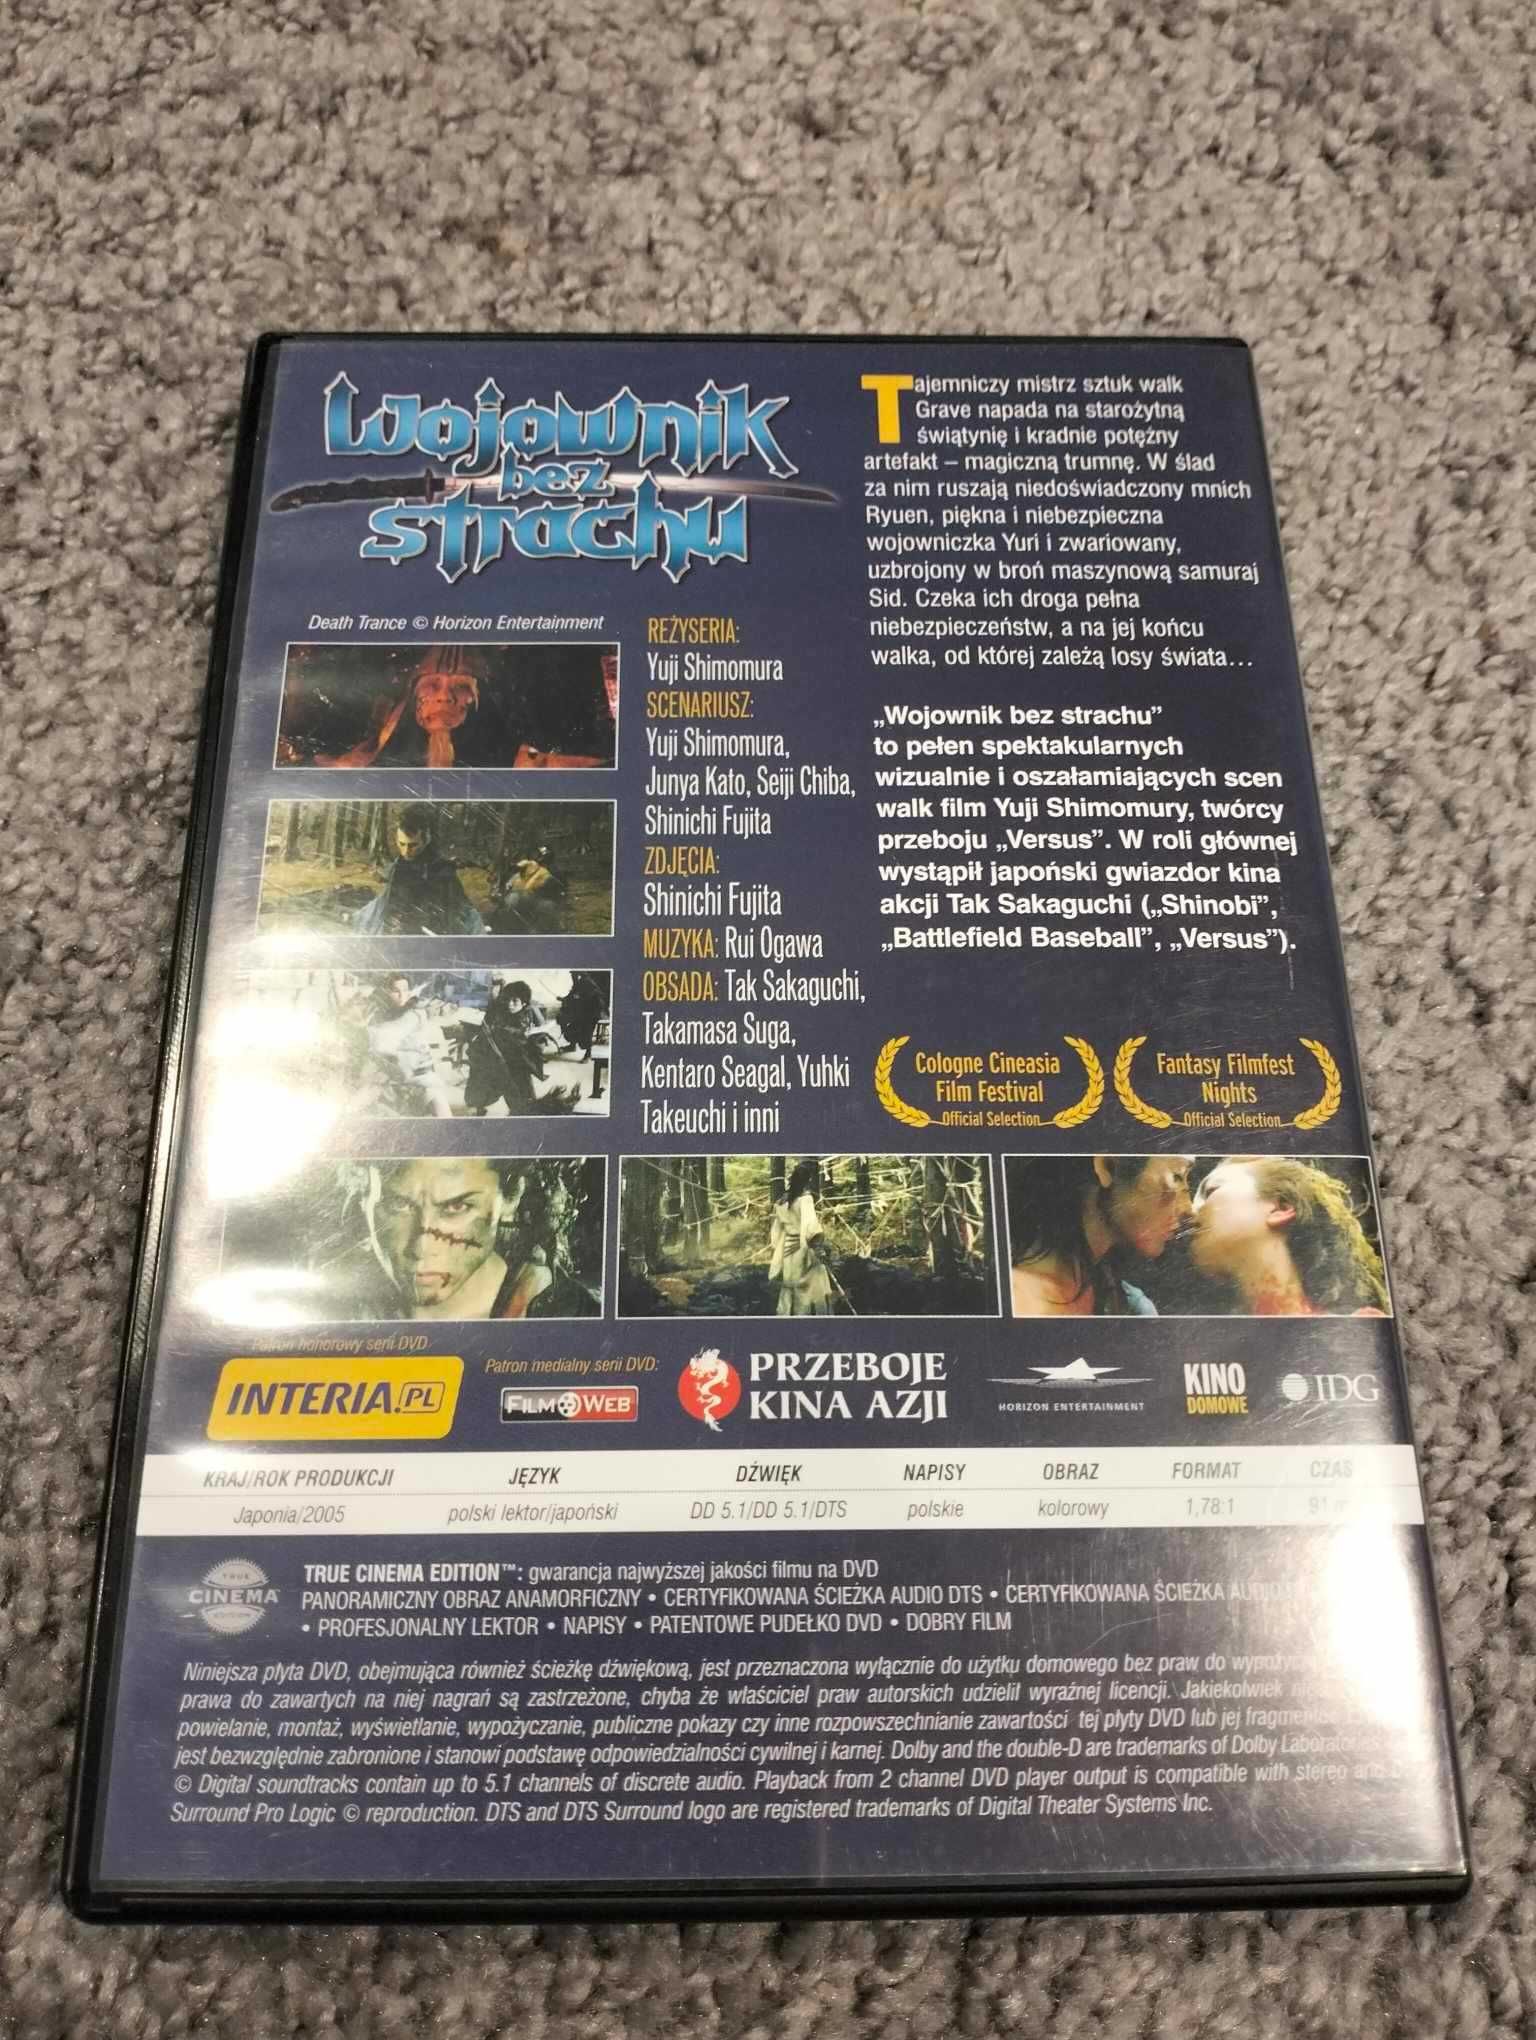 Wojownik
bez
strachu
Death Trance © Horizon Entertainment
REŻYSERIA:
Yuji Shimomura
SCENARIUSZ:
Yuji Shimomura,
Junya Kato, Seiji Chiba,
Shinichi Fujita
ZDJĘCIA:
Shinichi Fujita
MUZYKA: Rui Ogawa
OBSADA: Tak Sakaguchi,
Takamasa Suga,
Kentaro Seagal, Yuhki
Takeuchi i inni
Tajemniczy mistrz sztuk walk
Grave napada na starożytną
świątynię i kradnie potężny
artefakt – magiczną trumnę. W ślad
za nim ruszają niedoświadczony mnich
Ryuen, piękna i niebezpieczna
wojowniczka Yuri i zwariowany,
uzbrojony w broń maszynową samuraj
Sid. Czeka ich droga pełna
niebezpieczeństw, a na jej końcu
walka, od której zależą losy świata...
„Wojownik bez strachu”
to pełen spektakularnych
wizualnie i oszałamiających scen
walk film Yuji Shimomury, twórcy
przeboju „Versus”. W roli głównej
wystąpił japoński gwiazdor kina
akcji Tak Sakaguchi („Shinobi”,
„Battlefield Baseball”, „Versus”).
Cologne Cineasia
Film Festival
Official Selection
Fantasy Filmfest
Nights
Official Selection
Patron honorowy serii DVD
INTERIA.PL
Patron medialny serii DVD:
FILMWEB
PRZEBOJE
KINA AZJI
HORIZON ENTERTAINMENT
KINO
DOMOWE
IDG
KRAJ/ROK PRODUKCJI JĘZYK DŹWIĘK NAPISY OBRAZ FORMAT CZAS
Japonia/2005 polski lektor/japoński DD 5.1/DD 5.1/DTS polskie kolorowy 1,78:1 91
TRUE
CINEMA
EDITION
TRUE CINEMA EDITION™: gwarancja najwyższej jakości filmu na DVD
PANORAMICZNY OBRAZ ANAMORFICZNY • CERTYFIKOWANA ŚCIEŻKA AUDIO DTS • CERTYFIKOWANA ŚCIEŻKA AUDIO
• PROFESJONALNY LEKTOR • NAPISY • PATENTOWE PUDEŁKO DVD • DOBRY FILM
Niniejsza płyta DVD, obejmująca również ścieżkę dźwiękową, jest przeznaczona wyłącznie do użytku domowego bez praw do
prawa do zawartych na niej nagrań są zastrzeżone, chyba że właściciel praw autorskich udzielił wyraźnej licencji. Jakiekolwiek
powielanie, montaż, wyświetlanie, wypożyczanie, publiczne pokazy czy inne rozpowszechnianie zawartości tej płyty DVD lub jej
jest bezwzględnie zabronione i stanowi podstawę odpowiedzialności cywilnej i karnej. Dolby and the double-D are trademarks of Dolby
© Digital soundtracks contain up to 5.1 channels of discrete audio. Playback from 2 channel DVD player output is compatible with stereo and
Surround Pro Logic © reproduction. DTS and DTS Surround logo are registered trademarks of Digital Theater Systems Inc.